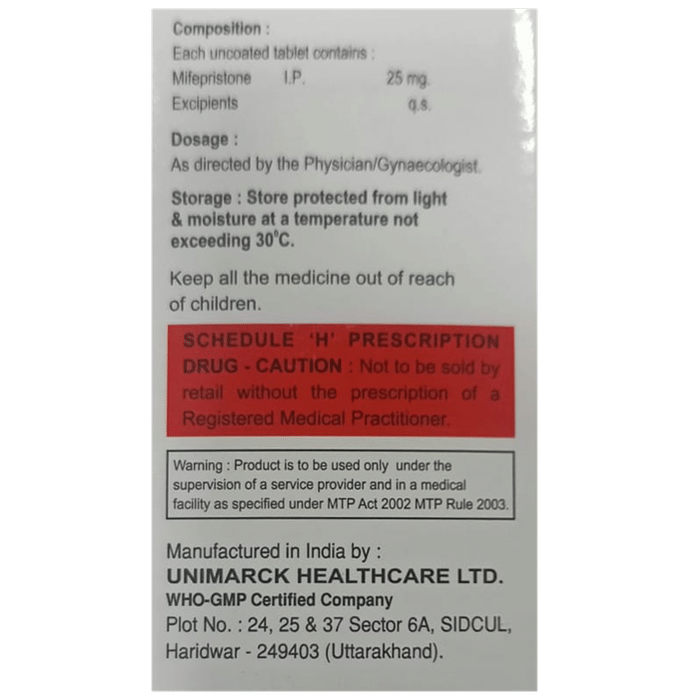 Composition :
Each uncoated tablet contains :
Mifepristone I.P. 25 mg.
Excipients q.s.
Dosage :
As directed by the Physician/Gynaecologist.
Storage : Store protected from light
& moisture at a temperature not
exceeding 30°C.
Keep all the medicine out of reach
of children.
SCHEDULE 'H' PRESCRIPTION
DRUG - CAUTION : Not to be sold by
retail without the prescription of a
Registered Medical Practitioner.
Warning : Product is to be used only under the
supervision of a service provider and in a medical
facility as specified under MTP Act 2002 MTP Rule 2003.
Manufactured in India by :
UNIMARCK HEALTHCARE LTD.
WHO-GMP Certified Company
Plot No. : 24, 25 & 37 Sector 6A, SIDCUL,
Haridwar - 249403 (Uttarakhand).